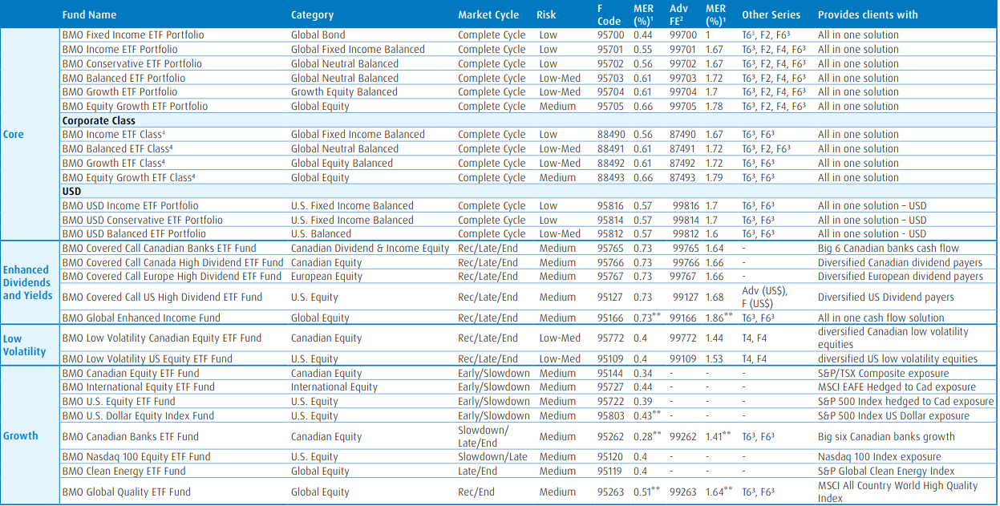 Fund Name Category Market Cycle Risk F Code MER (%)¹ Adv FE² MER (%)¹ Other Series Provides clients with
Core
BMO Fixed Income ETF Portfolio Global Bond Complete Cycle Low 95700 0.44 99700 1 T6³, F2, F6³ All in one solution
BMO Income ETF Portfolio Global Fixed Income Balanced Complete Cycle Low 95701 0.55 99701 1.67 T6³, F2, F4, F6³ All in one solution
BMO Conservative ETF Portfolio Global Neutral Balanced Complete Cycle Low 95702 0.56 99702 1.67 T6³, F2, F4, F6³ All in one solution
BMO Balanced ETF Portfolio Global Neutral Balanced Complete Cycle Low-Med 95703 0.61 99703 1.72 T6³, F2, F4, F6³ All in one solution
BMO Growth ETF Portfolio Growth Equity Balanced Complete Cycle Low-Med 95704 0.61 99704 1.7 T6³, F2, F4, F6³ All in one solution
BMO Equity Growth ETF Portfolio Global Equity Complete Cycle Medium 95705 0.66 99705 1.78 T6³, F2, F4, F6³ All in one solution
Corporate Class
BMO Income ETF Class⁴ Global Fixed Income Balanced Complete Cycle Low 88490 0.56 87490 1.67 T6³, F6³ All in one solution
BMO Balanced ETF Class⁴ Global Neutral Balanced Complete Cycle Low-Med 88491 0.61 87491 1.72 T6³, F2, F6³ All in one solution
BMO Growth ETF Class⁴ Global Equity Balanced Complete Cycle Low-Med 88492 0.61 87492 1.72 T6³, F6³ All in one solution
BMO Equity Growth ETF Class⁴ Global Equity Complete Cycle Medium 88493 0.66 87493 1.79 T6³, F6³ All in one solution
USD
BMO USD Income ETF Portfolio U.S. Fixed Income Balanced Complete Cycle Low 95816 0.57 99816 1.7 T6³, F6³ All in one solution – USD
BMO USD Conservative ETF Portfolio U.S. Fixed Income Balanced Complete Cycle Low 95814 0.57 99814 1.7 T6³, F6³ All in one solution – USD
BMO USD Balanced ETF Portfolio U.S. Balanced Complete Cycle Low-Med 95812 0.57 99812 1.6 T6³, F6³ All in one solution - USD
Enhanced Dividends and Yields
BMO Covered Call Canadian Banks ETF Fund Canadian Dividend & Income Equity Rec/Late/End Medium 95765 0.73 99765 1.64 - Big 6 Canadian banks cash flow
BMO Covered Call Canada High Dividend ETF Fund Canadian Equity Rec/Late/End Medium 95766 0.73 99766 1.66 - Diversified Canadian dividend payers
BMO Covered Call Europe High Dividend ETF Fund European Equity Rec/Late/End Medium 95767 0.73 99767 1.66 - Diversified European dividend payers
BMO Covered Call US High Dividend ETF Fund U.S. Equity Rec/Late/End Medium 95127 0.73 99127 1.68 Adv (US$), F (US$) Diversified US Dividend payers
BMO Global Enhanced Income Fund Global Equity Rec/Late/End Medium 95166 0.73** 99166 1.86** T6³, F6³ All in one cash flow solution
Low Volatility
BMO Low Volatility Canadian Equity ETF Fund Canadian Equity Rec/Late/End Low-Med 95772 0.4 99772 1.44 T4, F4 diversified Canadian low volatility equities
BMO Low Volatility US Equity ETF Fund U.S. Equity Rec/Late/End Low-Med 95109 0.4 99109 1.53 T4, F4 diversified US low volatility equities
Growth
BMO Canadian Equity ETF Fund Canadian Equity Early/Slowdown Medium 95144 0.34 - - - S&P/TSX Composite exposure
BMO International Equity ETF Fund International Equity Early/Slowdown Medium 95727 0.44 - - - MSCI EAFE Hedged to Cad exposure
BMO U.S. Equity ETF Fund U.S. Equity Early/Slowdown Medium 95722 0.39 - - - S&P 500 Index hedged to Cad exposure
BMO U.S. Dollar Equity Index Fund U.S. Equity Early/Slowdown Medium 95803 0.43** - - - S&P 500 Index US Dollar exposure
BMO Canadian Banks ETF Fund Canadian Equity Slowdown/ Late/End Medium 95262 0.28** 99262 1.41** T6³, F6³ Big six Canadian banks growth
BMO Nasdaq 100 Equity ETF Fund U.S. Equity Slowdown/Late Medium 95120 0.4 - - - Nasdaq 100 Index exposure
BMO Clean Energy ETF Fund Global Equity Late/End Medium 95119 0.4 - - - S&P Global Clean Energy Index
BMO Global Quality ETF Fund Global Equity Rec/End Medium 95263 0.51** 99263 1.64** T6³, F6³ MSCI All Country World High Quality Index